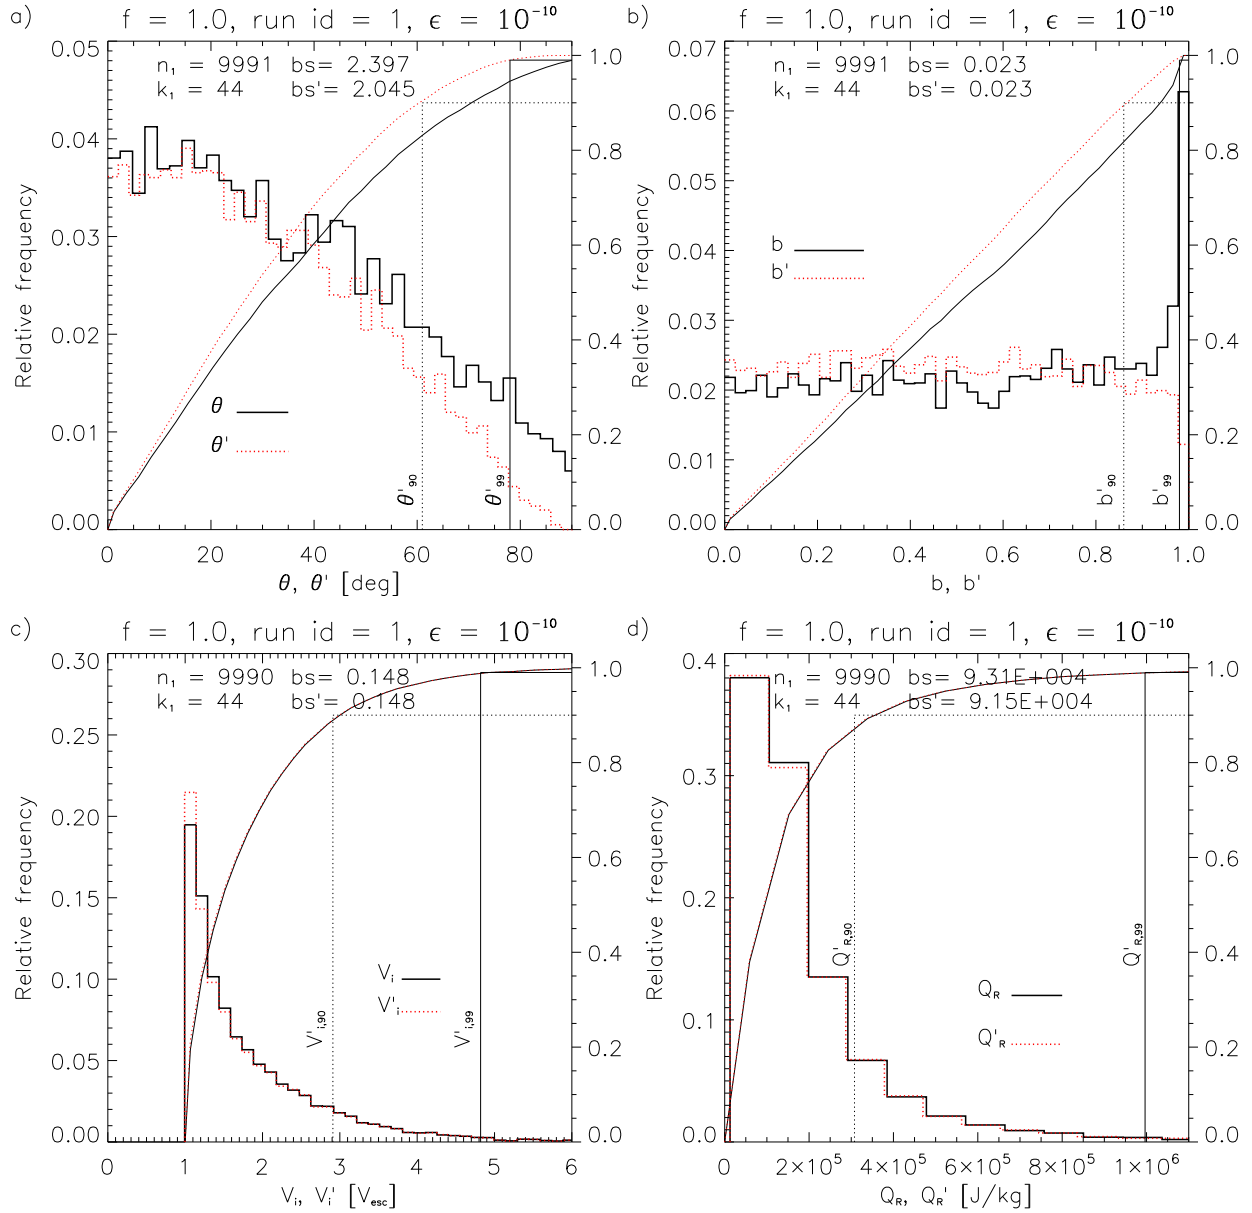 a) f = 1.0, run id = 1, ϵ = 10⁻¹⁰
n₁ = 9991 bs= 2.397
k₁ = 44 bs'= 2.045
0.05
0.04
0.03
0.02
0.01
0.00
1.0
0.8
0.6
0.4
0.2
0.0
Relative frequency
θ
θ'
θ'₉₀
θ'₉₉
0 20 40 60 80
θ, θ' [deg]
b) f = 1.0, run id = 1, ϵ = 10⁻¹⁰
n₁ = 9991 bs= 0.023
k₁ = 44 bs'= 0.023
0.07
0.06
0.05
0.04
0.03
0.02
0.01
0.00
1.0
0.8
0.6
0.4
0.2
0.0
Relative frequency
b
b'
b'₉₀
b'₉₉
0.0 0.2 0.4 0.6 0.8 1.0
b, b'
c) f = 1.0, run id = 1, ϵ = 10⁻¹⁰
n₁ = 9990 bs= 0.148
k₁ = 44 bs'= 0.148
0.30
0.25
0.20
0.15
0.10
0.05
0.00
1.0
0.8
0.6
0.4
0.2
0.0
Relative frequency
Vᵢ
V'ᵢ
V'i,90
V'i,99
0 1 2 3 4 5 6
Vᵢ, Vᵢ' [Vesc]
d) f = 1.0, run id = 1, ϵ = 10⁻¹⁰
n₁ = 9990 bs= 9.31E+004
k₁ = 44 bs'= 9.15E+004
0.4
0.3
0.2
0.1
0.0
1.0
0.8
0.6
0.4
0.2
0.0
Relative frequency
QR
Q'R
Q'R,90
Q'R,99
0 2×10⁵ 4×10⁵ 6×10⁵ 8×10⁵ 1×10⁶
QR, QR' [J/kg]